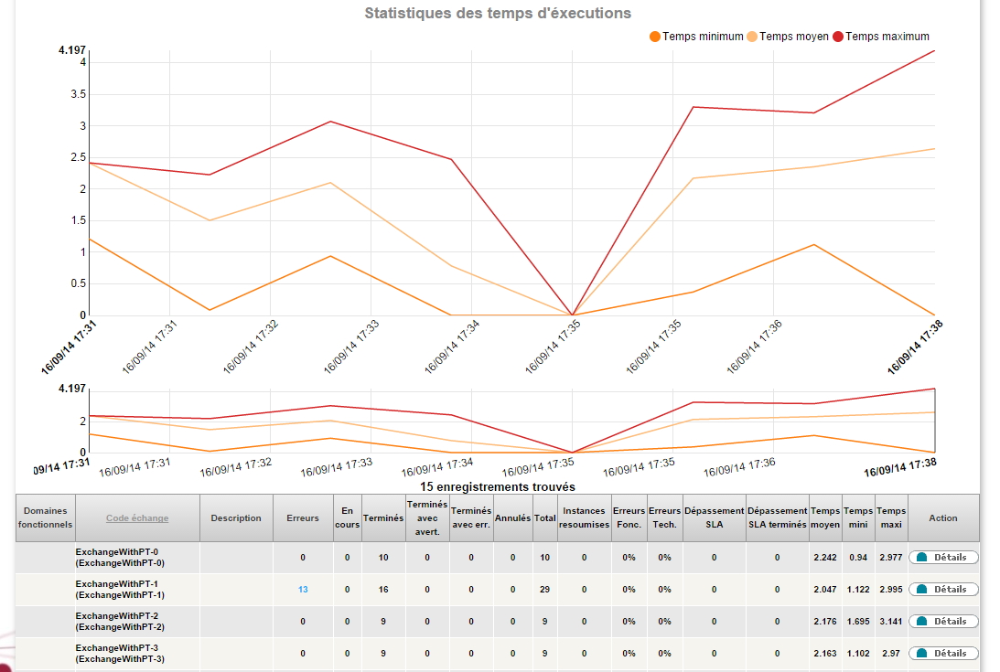 Statistiques des temps d'éxecutions
Temps minimum Temps moyen Temps maximum
4.197
4
3.5
3
2.5
2
1.5
1
0.5
0
16/09/14 17:31 16/09/14 17:31 16/09/14 17:32 16/09/14 17:33 16/09/14 17:34 16/09/14 17:35 16/09/14 17:35 16/09/14 17:36 16/09/14 17:38
4.197
2
0
09/14 17:31 16/09/14 17:31 16/09/14 17:32 16/09/14 17:33 16/09/14 17:34 16/09/14 17:35 16/09/14 17:35 16/09/14 17:36 16/09/14 17:38
15 enregistrements trouvés
Domaines fonctionnels Code échange Description Erreurs En cours Terminés Terminés avec avert. Terminés avec err. Annulés Total Instances resoumises Erreurs Fonc. Erreurs Tech. Dépassement SLA Dépassement SLA terminés Temps moyen Temps mini Temps maxi Action
ExchangeWithPT-0 (ExchangeWithPT-0) 0 0 10 0 0 0 10 0 0% 0% 0 0 2.242 0.94 2.977 Détails
ExchangeWithPT-1 (ExchangeWithPT-1) 13 0 16 0 0 0 29 0 0% 0% 0 0 2.047 1.122 2.995 Détails
ExchangeWithPT-2 (ExchangeWithPT-2) 0 0 9 0 0 0 9 0 0% 0% 0 0 2.176 1.695 3.141 Détails
ExchangeWithPT-3 (ExchangeWithPT-3) 0 0 9 0 0 0 9 0 0% 0% 0 0 2.163 1.102 2.97 Détails